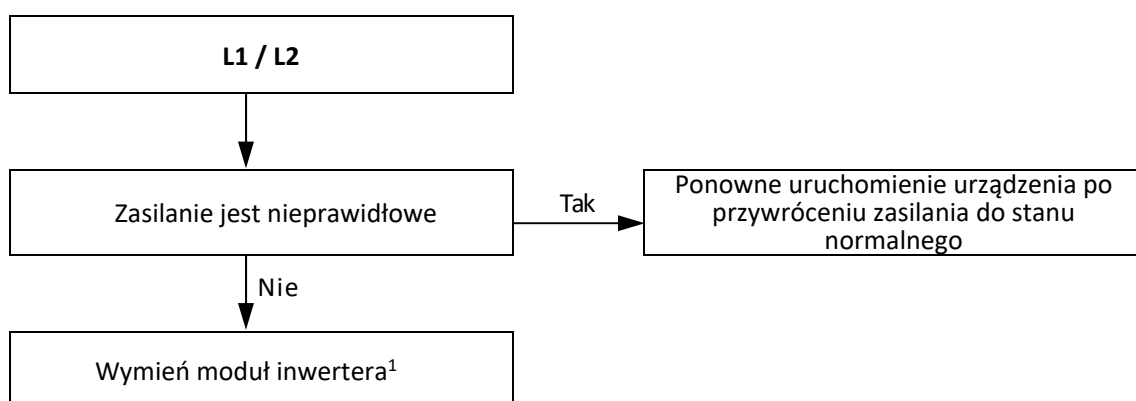 L1 / L2
Zasilanie jest nieprawidłowe
Tak
Ponowne uruchomienie urządzenia po
przywróceniu zasilania do stanu
normalnego
Nie
Wymień moduł inwertera¹